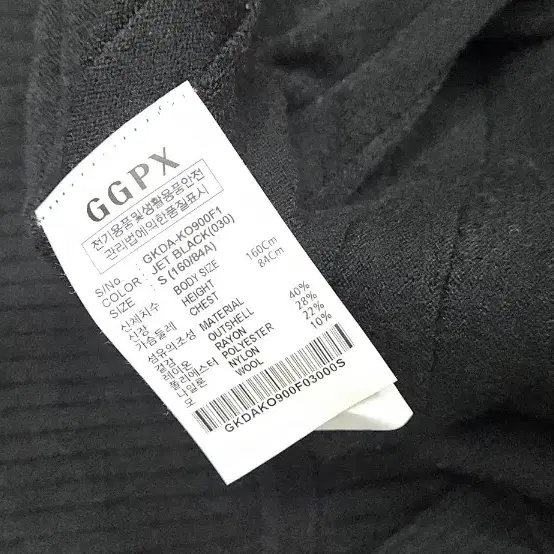 GGPX
전기용품및생활용품안전
관리법에의한품질표시
S/No : GKDA-KO900F1
COLOR : JET BLACK(030)
SIZE : S (160/84A)
신체치수 BODY SIZE
신장 HEIGHT 160Cm
가슴둘레 CHEST 84Cm
섬유의조성 MATERIAL
겉감 OUTSHELL
레이온 RAYON 40%
폴리에스터 POLYESTER 28%
나일론 NYLON 22%
모 WOOL 10%
GKDAKO900F03000S